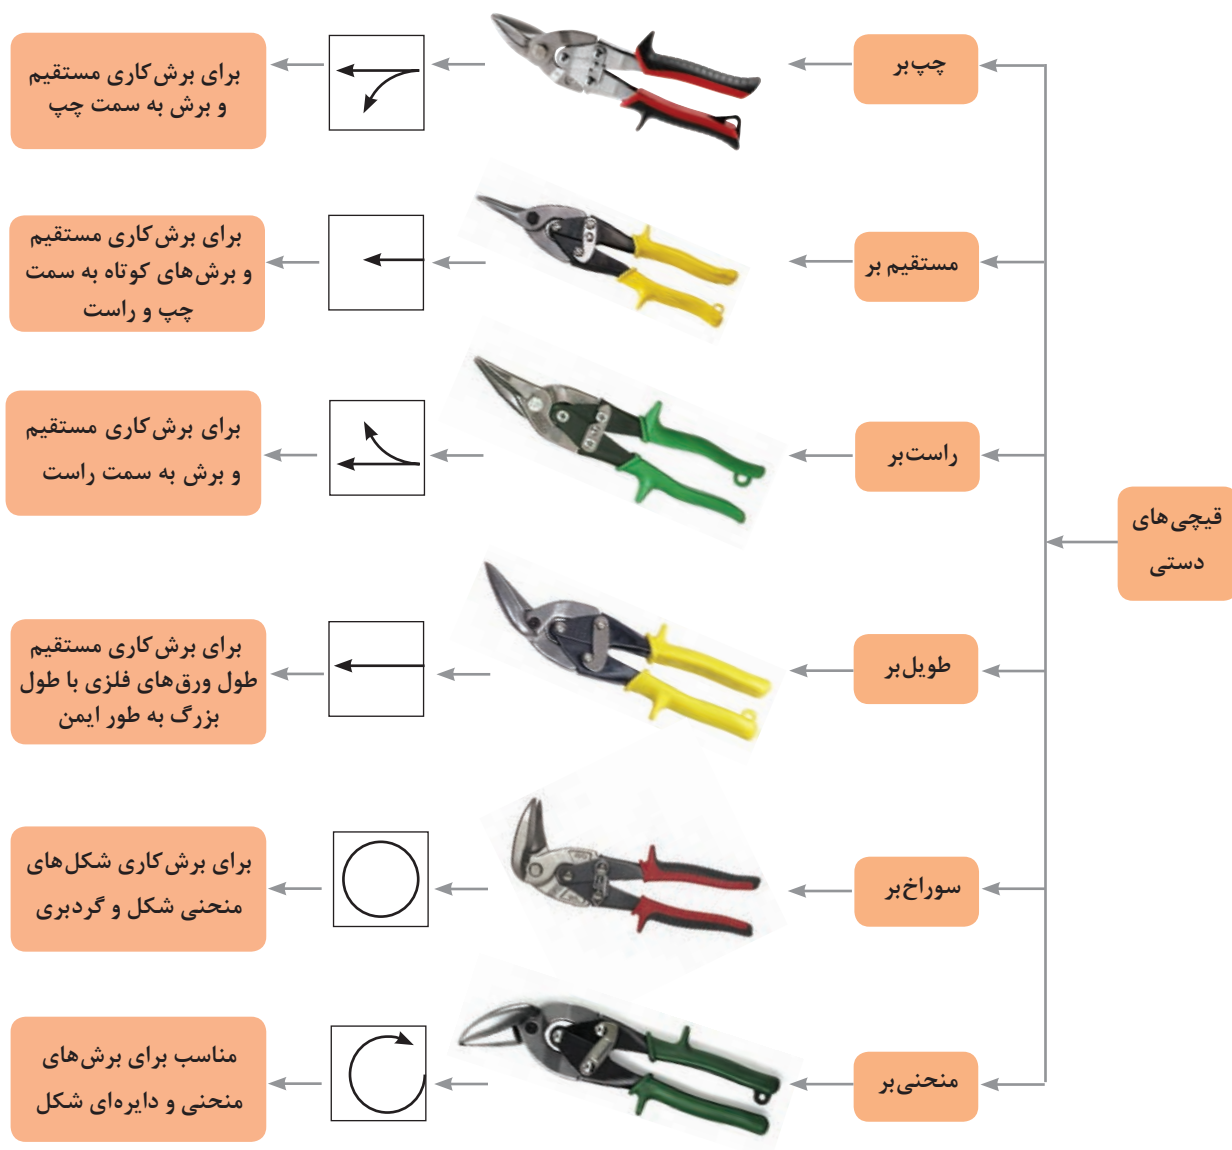 قیچی‌های
دستی
چپ‌بر
برای برش‌کاری مستقیم
و برش به سمت چپ
مستقیم بر
برای برش‌کاری مستقیم
و برش‌های کوتاه به سمت
چپ و راست
راست‌بر
برای برش‌کاری مستقیم
و برش به سمت راست
طویل‌بر
برای برش‌کاری مستقیم
طول ورق‌های فلزی با طول
بزرگ به طور ایمن
سوراخ‌بر
برای برش‌کاری شکل‌های
منحنی شکل و گردبری
منحنی‌بر
مناسب برای برش‌های
منحنی و دایره‌ای شکل